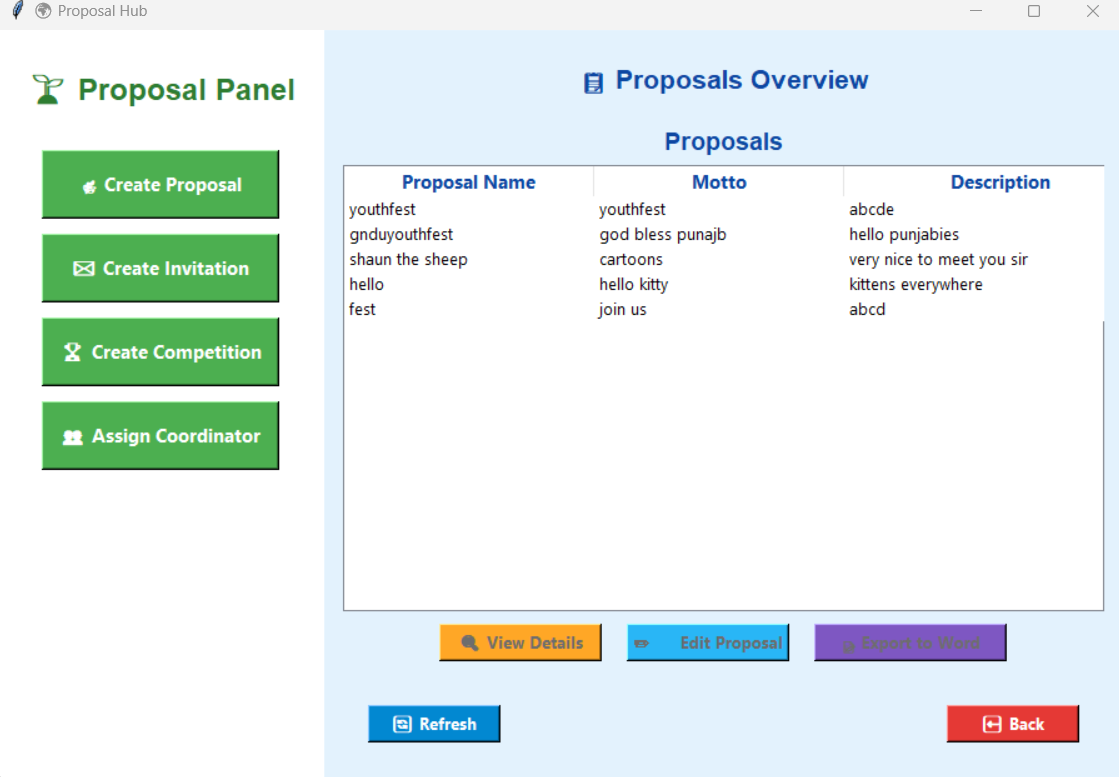 Proposal Hub
Proposal Panel
Create Proposal
Create Invitation
Create Competition
Assign Coordinator
Proposals Overview
Proposals
Proposal Name Motto Description
youthfest youthfest abcde
gnduyouthfest god bless punajb hello punjabies
shaun the sheep cartoons very nice to meet you sir
hello hello kitty kittens everywhere
fest join us abcd
View Details Edit Proposal Export to Word
Refresh Back